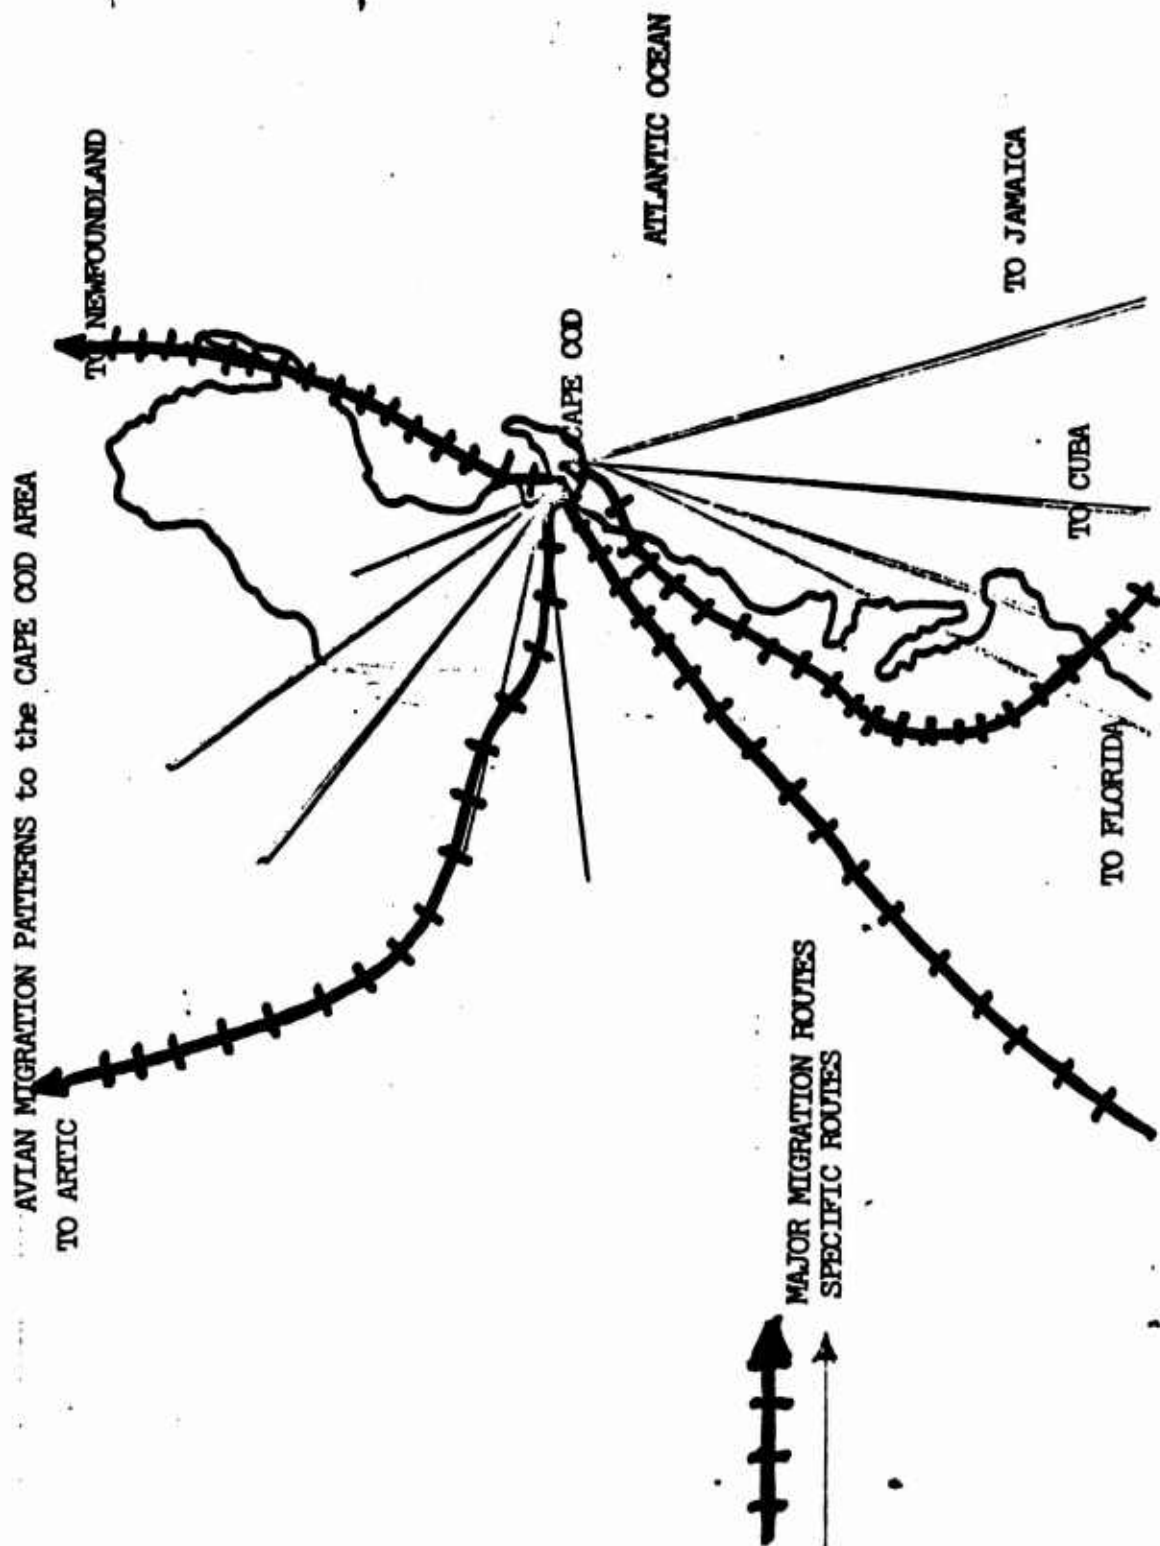 AVIAN MIGRATION PATTERNS to the CAPE COD AREA
TO ARTIC
TO NEWFOUNDLAND
CAPE COD
ATLANTIC OCEAN
MAJOR MIGRATION ROUTES
SPECIFIC ROUTES
TO FLORIDA
TO CUBA
TO JAMAICA